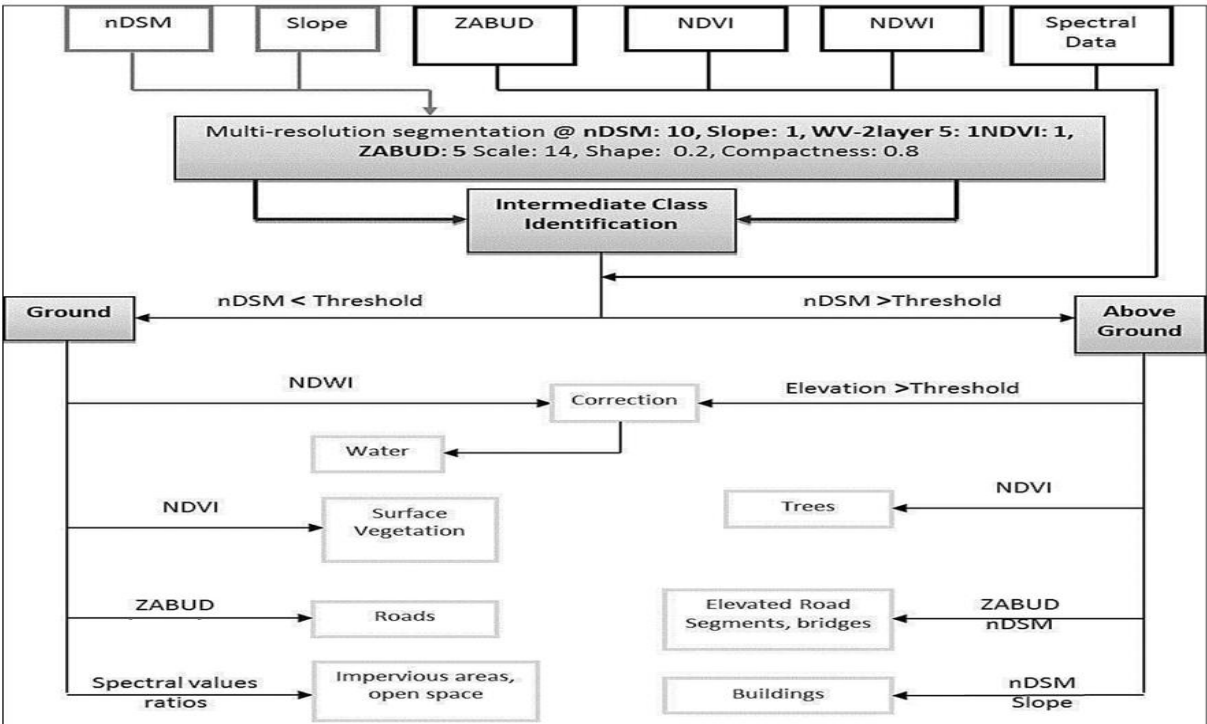 nDSM
Slope
ZABUD
NDVI
NDWI
Spectral
Data
Multi-resolution segmentation @ nDSM: 10, Slope: 1, WV-2layer 5: 1NDVI: 1,
ZABUD: 5 Scale: 14, Shape: 0.2, Compactness: 0.8
Intermediate Class
Identification
nDSM < Threshold
nDSM >Threshold
Ground
Above
Ground
NDWI
Correction
Elevation >Threshold
Water
NDVI
Surface
Vegetation
Trees
NDVI
ZABUD
Roads
Elevated Road
Segments, bridges
ZABUD
nDSM
Spectral values
ratios
Impervious areas,
open space
Buildings
nDSM
Slope